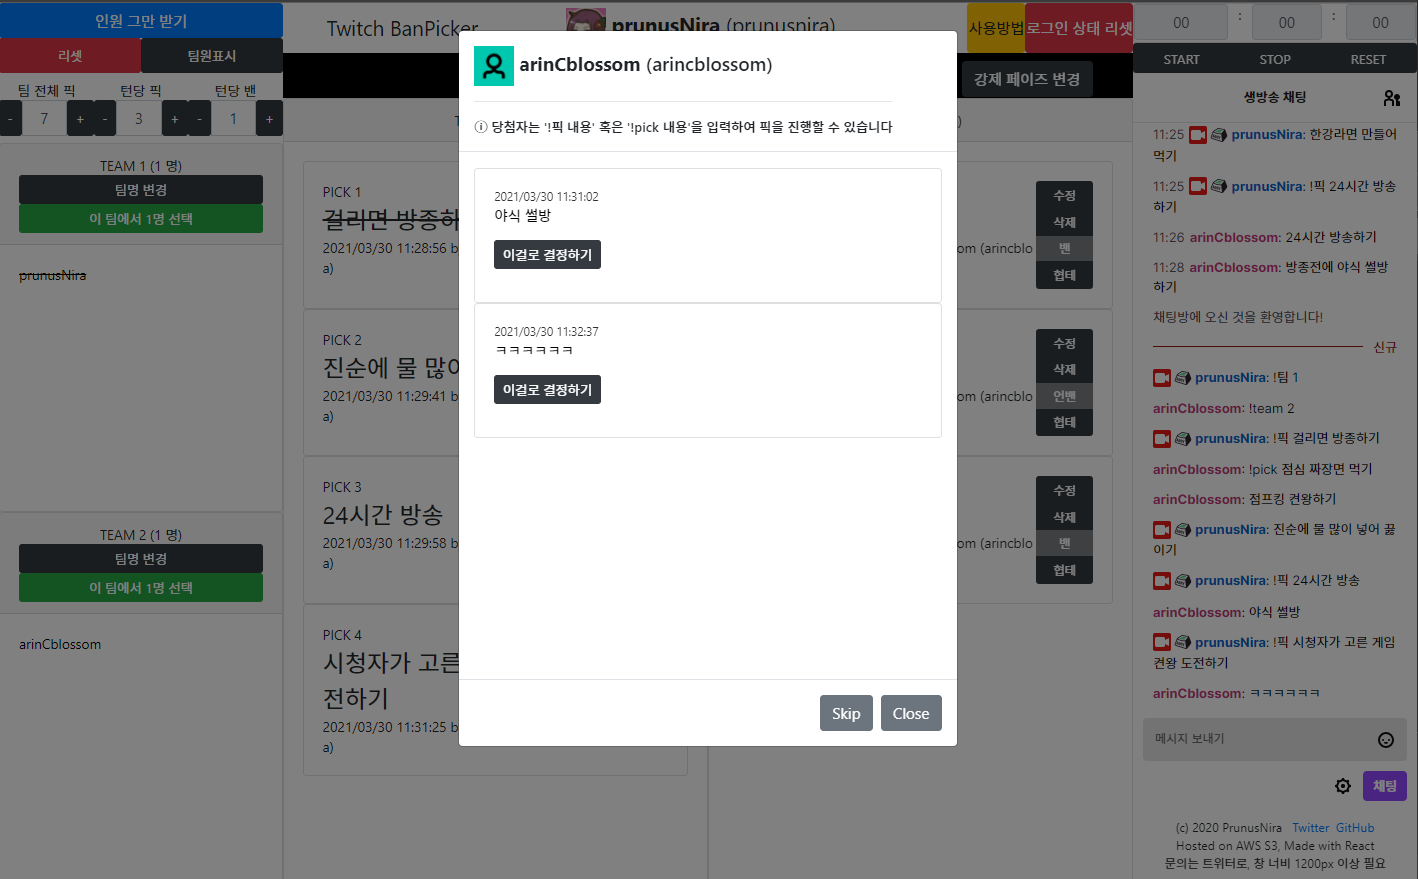 인원 그만 받기
리셋
팀원표시
팀 전체 픽
턴당 픽
턴당 밴
-
7
+
-
3
+
-
1
+
TEAM 1 (1 명)
팀명 변경
이 팀에서 1명 선택
prunusNira
TEAM 2 (1 명)
팀명 변경
이 팀에서 1명 선택
arinCblossom
Twitch BanPicker
prunusNira (prunusnira)
사용방법
로그인 상태 리셋
강제 페이즈 변경
PICK 1
걸리면 방종하
2021/03/30 11:28:56 b
a)
PICK 2
진순에 물 많이
2021/03/30 11:29:41 b
a)
PICK 3
24시간 방송
2021/03/30 11:29:58 b
a)
PICK 4
시청자가 고른
전하기
2021/03/30 11:31:25 b
a)
arinCblossom (arincblossom)
ⓘ 당첨자는 '!픽 내용' 혹은 '!pick 내용'을 입력하여 픽을 진행할 수 있습니다
2021/03/30 11:31:02
야식 썰방
이걸로 결정하기
2021/03/30 11:32:37
ㅋㅋㅋㅋㅋㅋ
이걸로 결정하기
Skip
Close
om (arincblo
수정
삭제
밴
협테
om (arincblo
수정
삭제
언밴
협테
om (arincblo
수정
삭제
밴
협테
00 : 00 : 00
START
STOP
RESET
생방송 채팅
11:25 prunusNira: 한강라면 만들어
먹기
11:25 prunusNira: !픽 24시간 방송
하기
11:26 arinCblossom: 24시간 방송하기
11:28 arinCblossom: 방종전에 야식 썰방
하기
채팅방에 오신 것을 환영합니다!
신규
prunusNira: !팀 1
arinCblossom: !team 2
prunusNira: !픽 걸리면 방종하기
arinCblossom: !pick 점심 짜장면 먹기
arinCblossom: 점프킹 켠왕하기
prunusNira: 진순에 물 많이 넣어 끓
이기
prunusNira: !픽 24시간 방송
arinCblossom: 야식 썰방
prunusNira: !픽 시청자가 고른 게임
켠왕 도전하기
arinCblossom: ㅋㅋㅋㅋㅋㅋ
메시지 보내기
채팅
(c) 2020 PrunusNira Twitter GitHub
Hosted on AWS S3, Made with React
문의는 트위터로, 창 너비 1200px 이상 필요